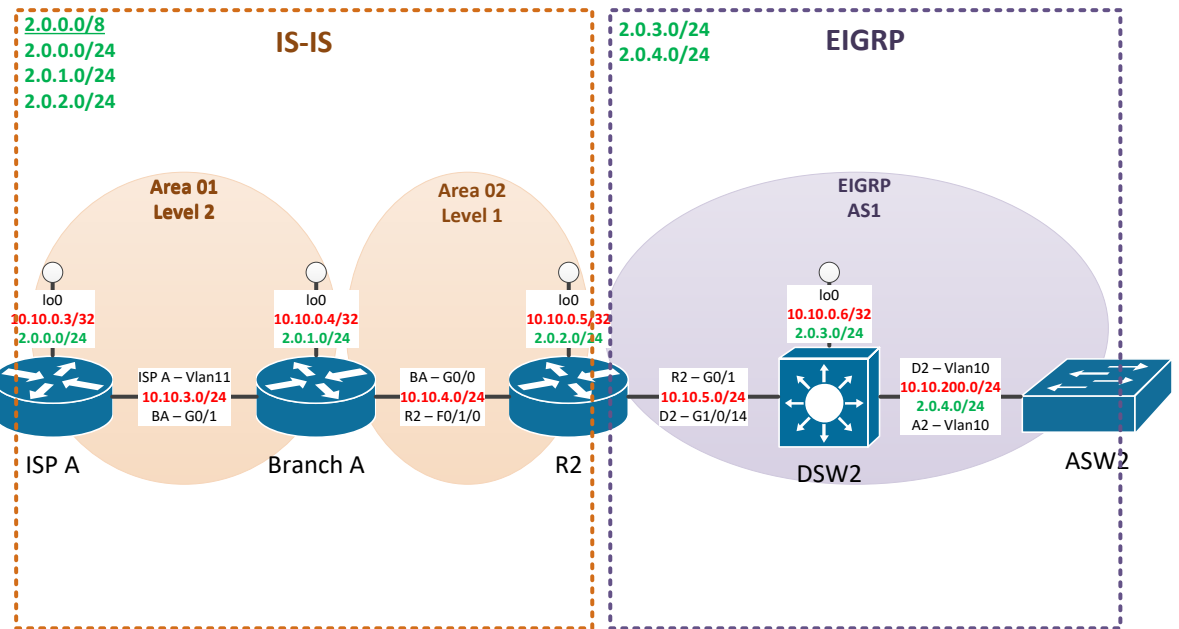 2.0.0.0/8
2.0.0.0/24
2.0.1.0/24
2.0.2.0/24
IS-IS
2.0.3.0/24
2.0.4.0/24
EIGRP
Area 01
Level 2
Area 02
Level 1
EIGRP
AS1
lo0
10.10.0.3/32
2.0.0.0/24
lo0
10.10.0.4/32
2.0.1.0/24
lo0
10.10.0.5/32
2.0.2.0/24
lo0
10.10.0.6/32
2.0.3.0/24
ISP A – Vlan11
10.10.3.0/24
BA – G0/1
BA – G0/0
10.10.4.0/24
R2 – F0/1/0
R2 – G0/1
10.10.5.0/24
D2 – G1/0/14
D2 – Vlan10
10.10.200.0/24
2.0.4.0/24
A2 – Vlan10
ISP A
Branch A
R2
DSW2
ASW2